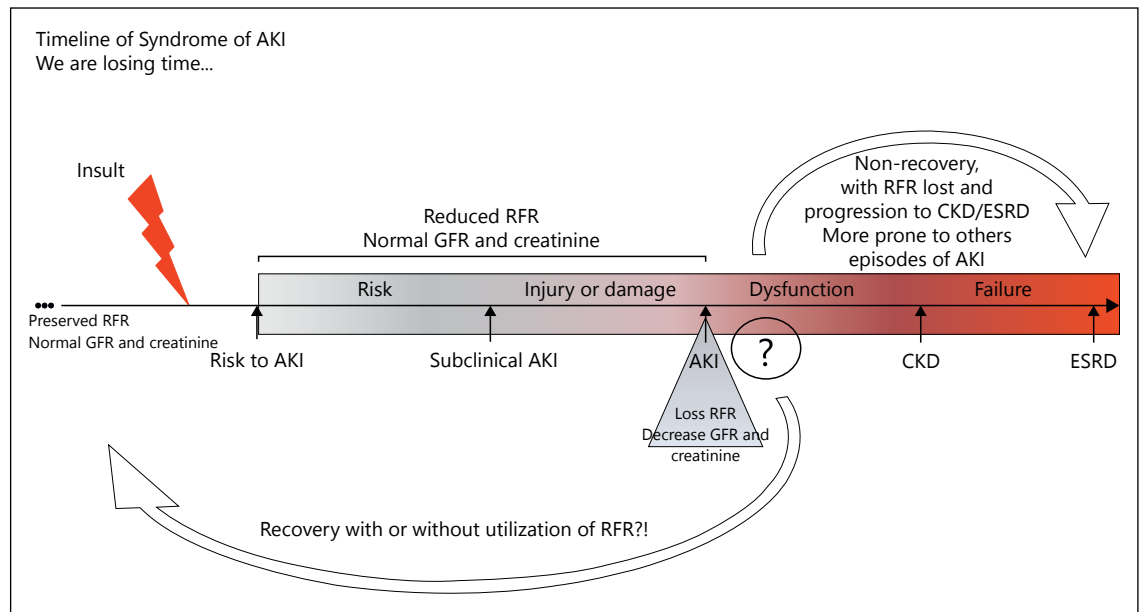 Timeline of Syndrome of AKI
We are losing time...
Insult
Non-recovery,
with RFR lost and
progression to CKD/ESRD
More prone to others
episodes of AKI
Reduced RFR
Normal GFR and creatinine
Risk
Injury or damage
Dysfunction
Failure
Preserved RFR
Normal GFR and creatinine
Risk to AKI
Subclinical AKI
AKI
?
CKD
ESRD
Loss RFR
Decrease GFR and
creatinine
Recovery with or without utilization of RFR?!